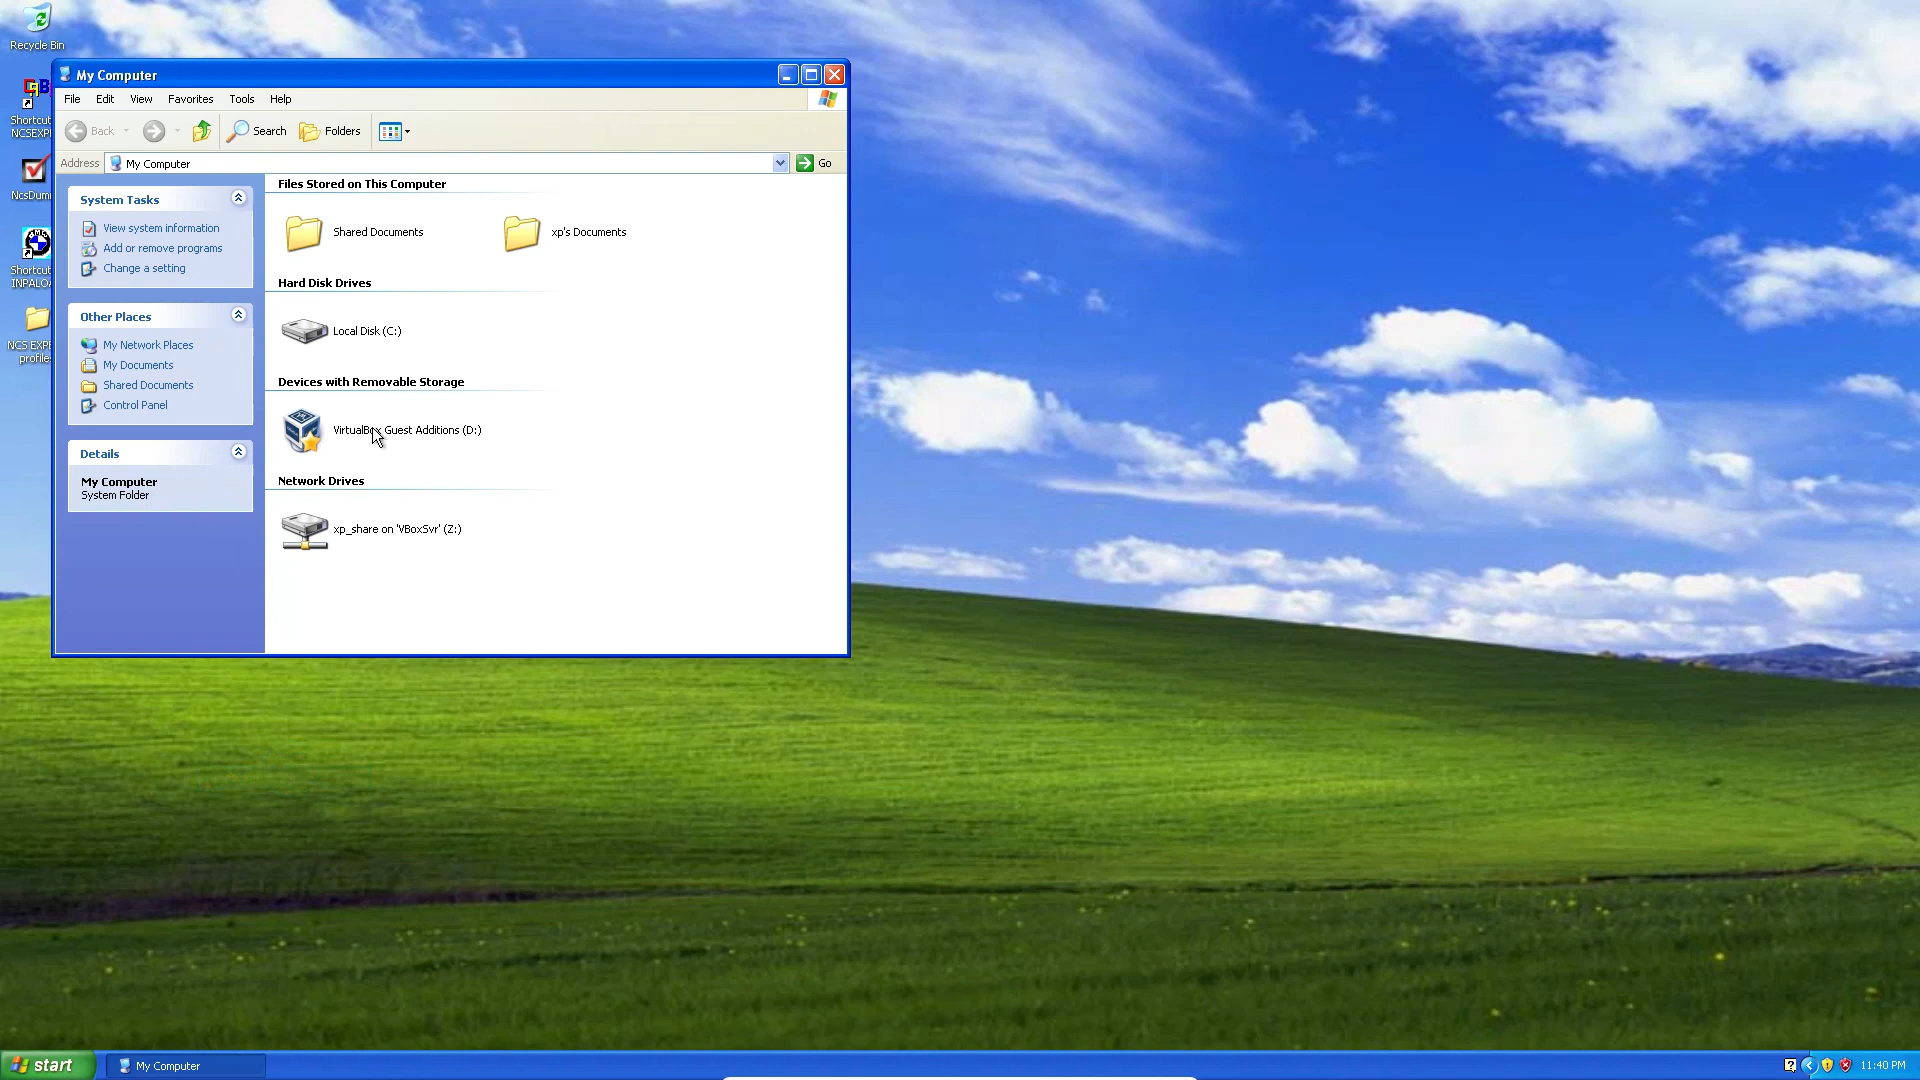 Recycle Bin
My Computer
File Edit View Favorites Tools Help
Back Search Folders
Address My Computer Go
Shortcut
NCSEXP
NcsDum
Shortcut
INPALOA
NCS EXPE
profile
System Tasks
View system information
Add or remove programs
Change a setting
Other Places
My Network Places
My Documents
Shared Documents
Control Panel
Details
My Computer
System Folder
Files Stored on This Computer
Shared Documents xp's Documents
Hard Disk Drives
Local Disk (C:)
Devices with Removable Storage
VirtualBox Guest Additions (D:)
Network Drives
xp_share on 'VBoxSvr' (Z:)
start My Computer 11:40 PM